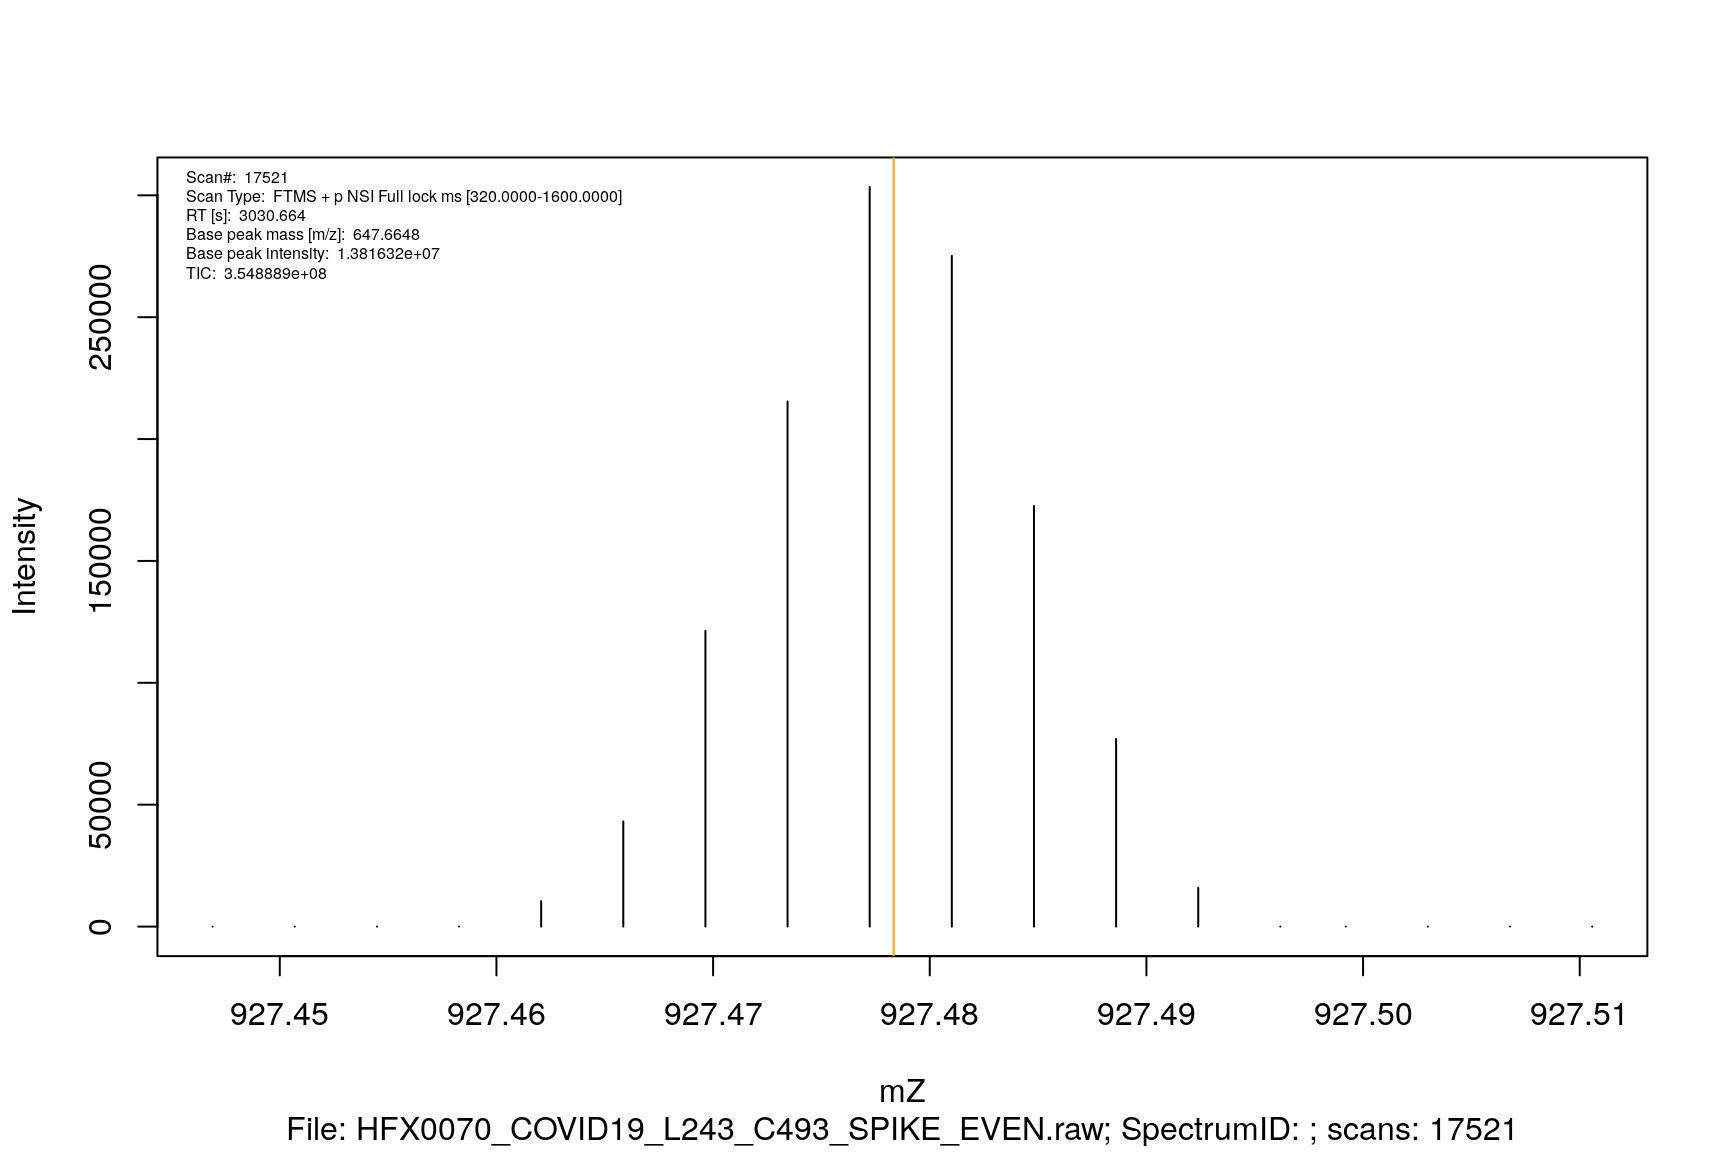 Scan#: 17521
Scan Type: FTMS + p NSI Full lock ms [320.0000-1600.0000]
RT [s]: 3030.664
Base peak mass [m/z]: 647.6648
Base peak intensity: 1.381632e+07
TIC: 3.548889e+08
Intensity
250000
150000
50000
0
927.45 927.46 927.47 927.48 927.49 927.50 927.51
mZ
File: HFX0070_COVID19_L243_C493_SPIKE_EVEN.raw; SpectrumID: ; scans: 17521